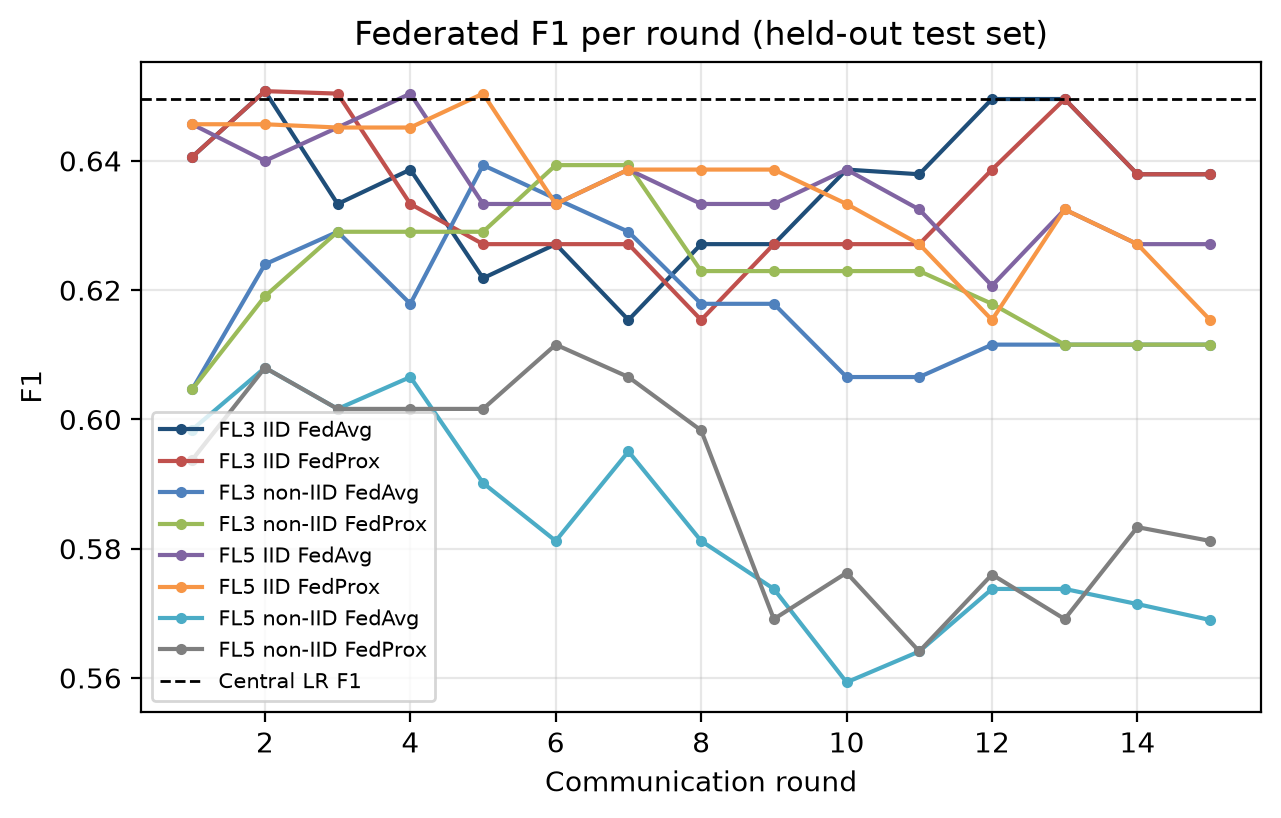 Federated F1 per round (held-out test set)
F1
0.64
0.62
0.60
0.58
0.56
FL3 IID FedAvg
FL3 IID FedProx
FL3 non-IID FedAvg
FL3 non-IID FedProx
FL5 IID FedAvg
FL5 IID FedProx
FL5 non-IID FedAvg
FL5 non-IID FedProx
Central LR F1
2 4 6 8 10 12 14
Communication round